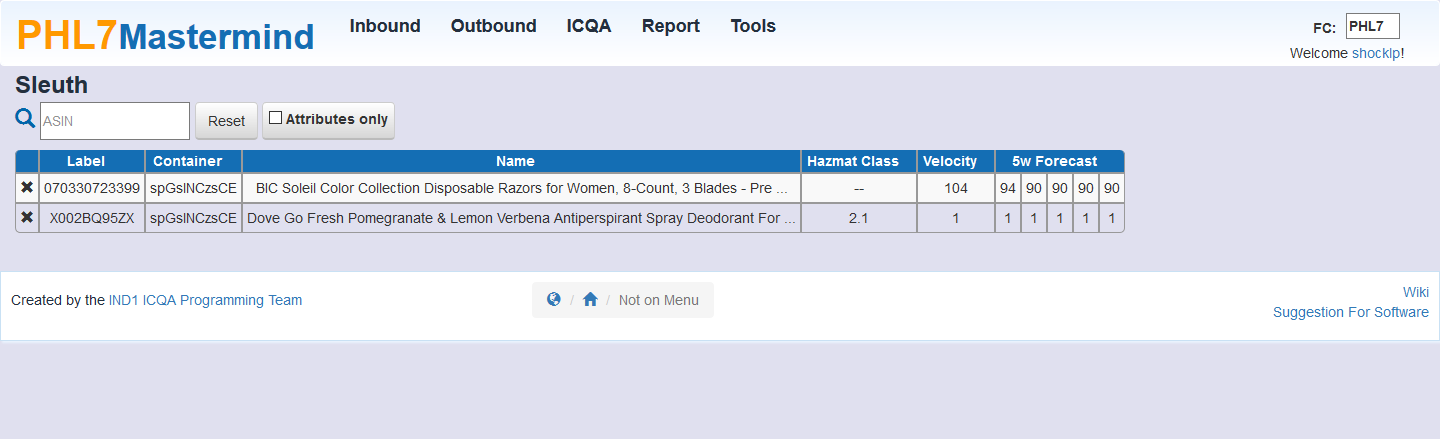 PHL7Mastermind Inbound Outbound ICQA Report Tools FC: PHL7
Welcome shocklp!
Sleuth
ASIN Reset Attributes only
Label Container Name Hazmat Class Velocity 5w Forecast
070330723399 spGslNCzsCE BIC Soleil Color Collection Disposable Razors for Women, 8-Count, 3 Blades - Pre ... -- 104 94 90 90 90 90
X002BQ95ZX spGslNCzsCE Dove Go Fresh Pomegranate & Lemon Verbena Antiperspirant Spray Deodorant For ... 2.1 1 1 1 1 1 1
Created by the IND1 ICQA Programming Team / / Not on Menu Wiki
Suggestion For Software